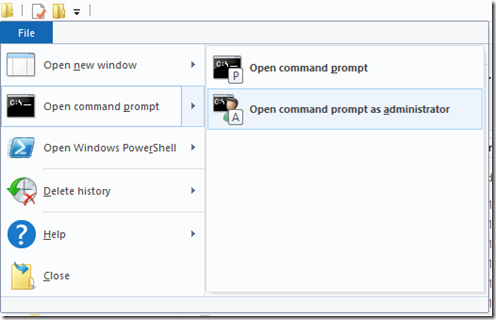 File
Open new window
Open command prompt
Open Windows PowerShell
Delete history
Help
Close
C:\
Open command prompt
P
C:\
Open command prompt as administrator
A